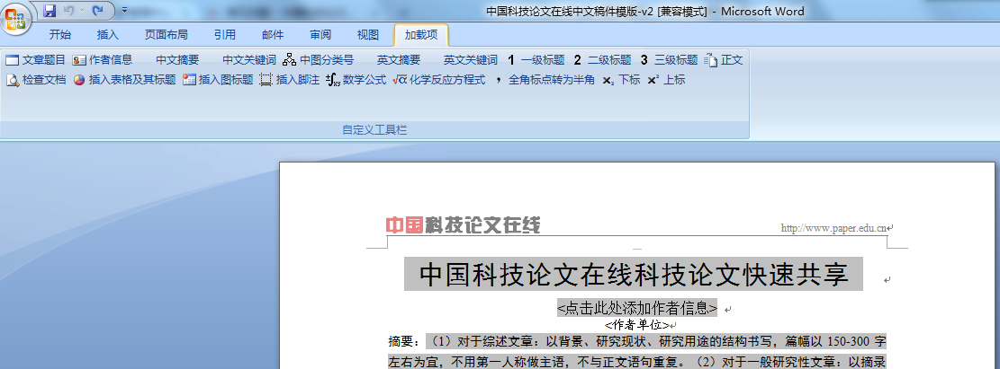 中国科技论文在线中文稿件模版-v2 [兼容模式] - Microsoft Word
开始 插入 页面布局 引用 邮件 审阅 视图 加载项
文章题目 作者信息 中文摘要 中文关键词 中图分类号 英文摘要 英文关键词 1 一级标题 2 二级标题 3 三级标题 正文
检查文档 插入表格及其标题 插入图标题 插入脚注 数学公式 √α 化学反应方程式 , 全角标点转为半角 ×₂ 下标 ×² 上标
自定义工具栏
中国科技论文在线 http://www.paper.edu.cn
中国科技论文在线科技论文快速共享
<点击此处添加作者信息>
<作者单位>
摘要：（1）对于综述文章：以背景、研究现状、研究用途的结构书写，篇幅以 150-300 字
左右为宜，不用第一人称做主语，不与正文语句重复。（2）对于一般研究性文章：以摘录